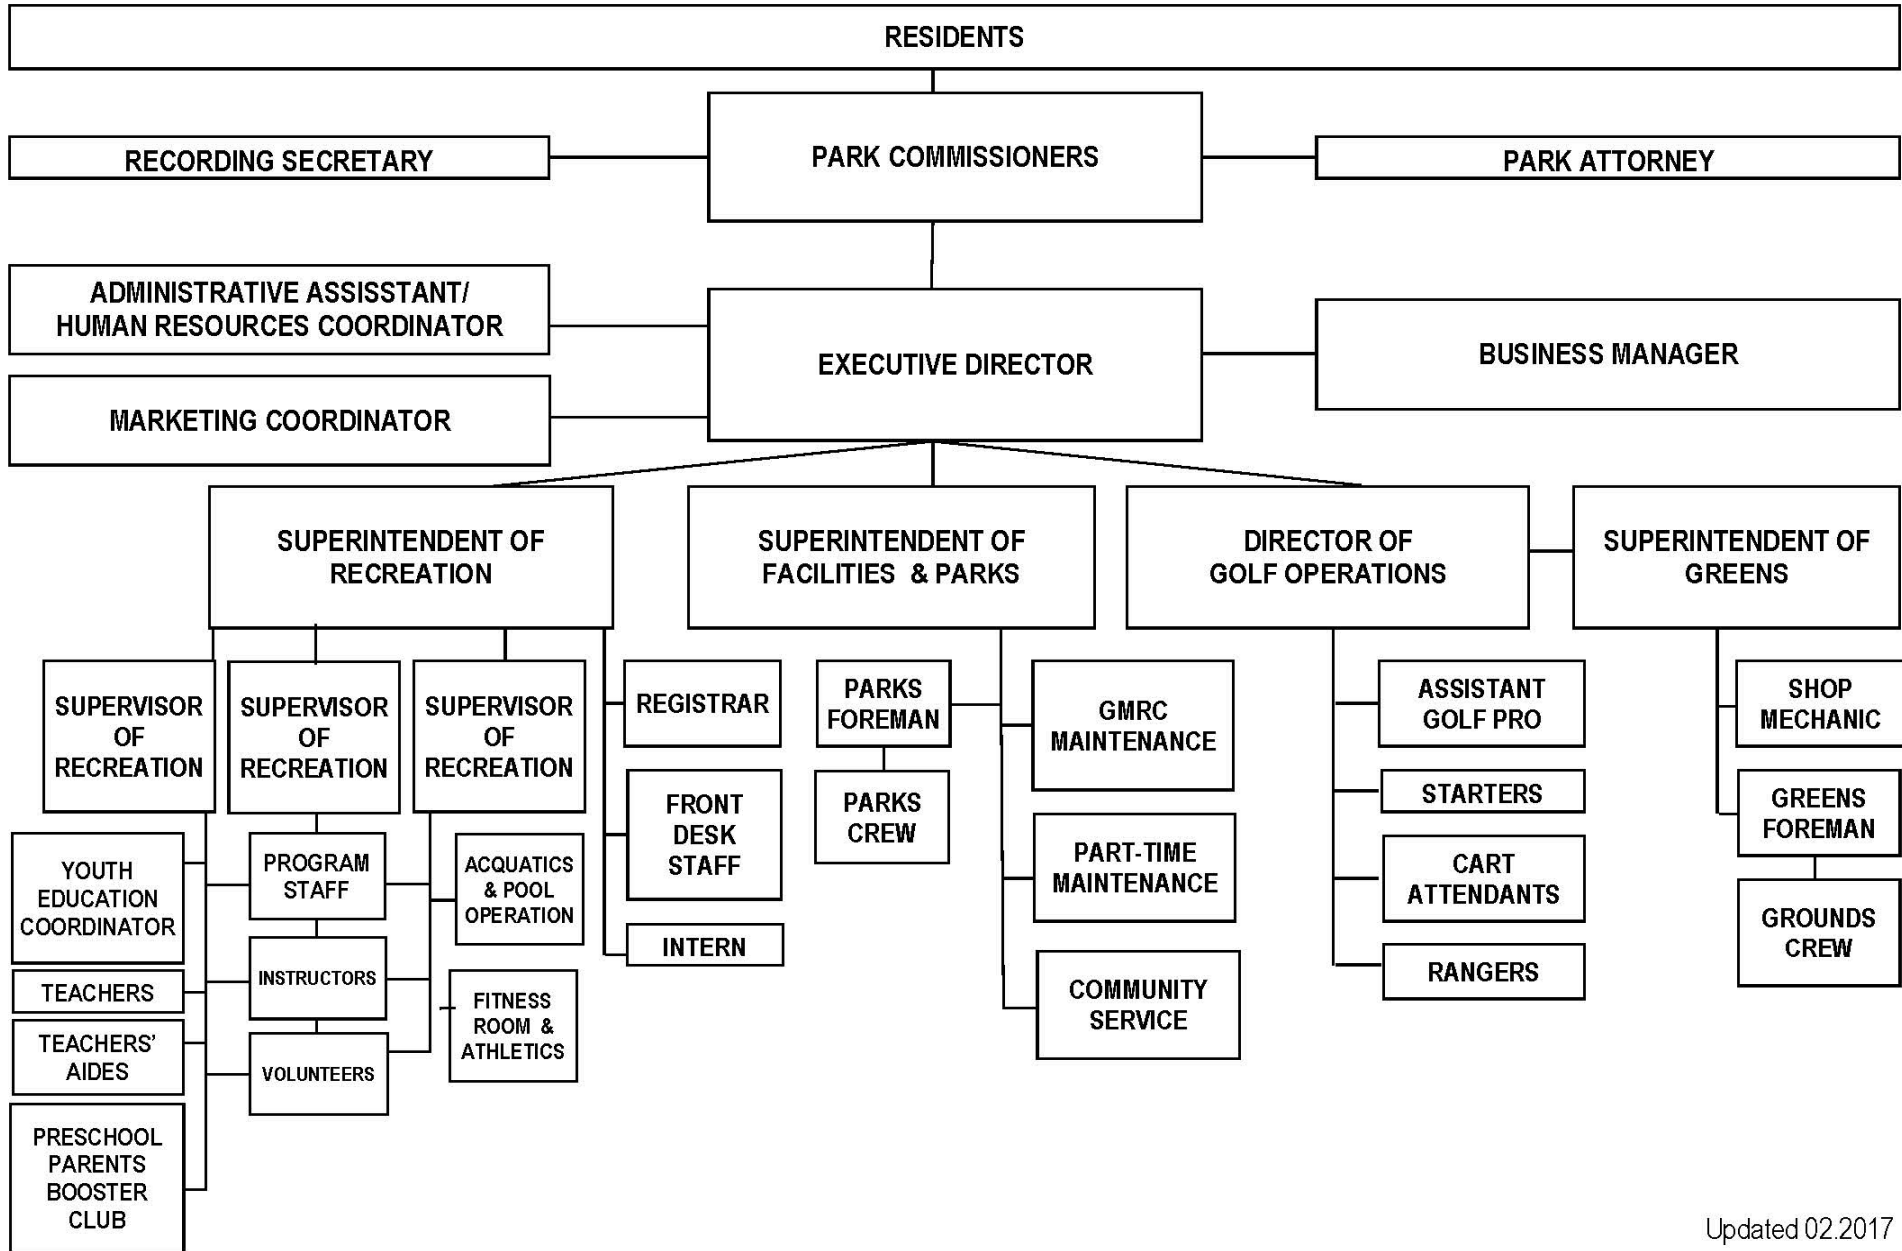 RESIDENTS
RECORDING SECRETARY
PARK COMMISSIONERS
PARK ATTORNEY
ADMINISTRATIVE ASSISSTANT/
HUMAN RESOURCES COORDINATOR
EXECUTIVE DIRECTOR
BUSINESS MANAGER
MARKETING COORDINATOR
SUPERINTENDENT OF
RECREATION
SUPERINTENDENT OF
FACILITIES & PARKS
DIRECTOR OF
GOLF OPERATIONS
SUPERINTENDENT OF
GREENS
SUPERVISOR
OF
RECREATION
SUPERVISOR
OF
RECREATION
SUPERVISOR
OF
RECREATION
REGISTRAR
FRONT
DESK
STAFF
INTERN
PARKS
FOREMAN
PARKS
CREW
GMRC
MAINTENANCE
PART-TIME
MAINTENANCE
COMMUNITY
SERVICE
ASSISTANT
GOLF PRO
STARTERS
CART
ATTENDANTS
RANGERS
SHOP
MECHANIC
GREENS
FOREMAN
GROUNDS
CREW
YOUTH
EDUCATION
COORDINATOR
TEACHERS
TEACHERS'
AIDES
PRESCHOOL
PARENTS
BOOSTER
CLUB
PROGRAM
STAFF
INSTRUCTORS
VOLUNTEERS
ACQUATICS
& POOL
OPERATION
FITNESS
ROOM &
ATHLETICS
Updated 02.2017